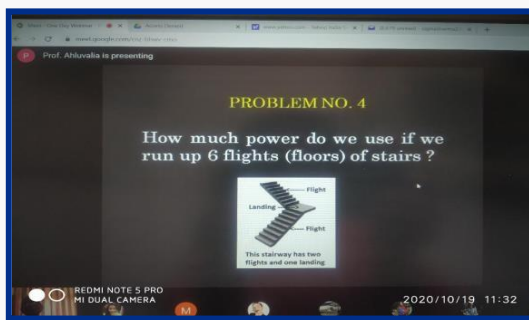 Prof. Ahluvalia is presenting
PROBLEM NO. 4
How much power do we use if we
run up 6 flights (floors) of stairs ?
Flight
Landing
Flight
This stairway has two
flights and one landing
REDMI NOTE 5 PRO
MI DUAL CAMERA
M
2020/10/19 11:32